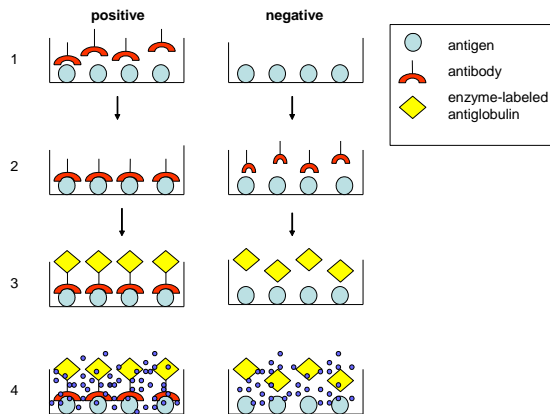 positive
negative
1
2
3
4
antigen
antibody
enzyme-labeled
antiglobulin